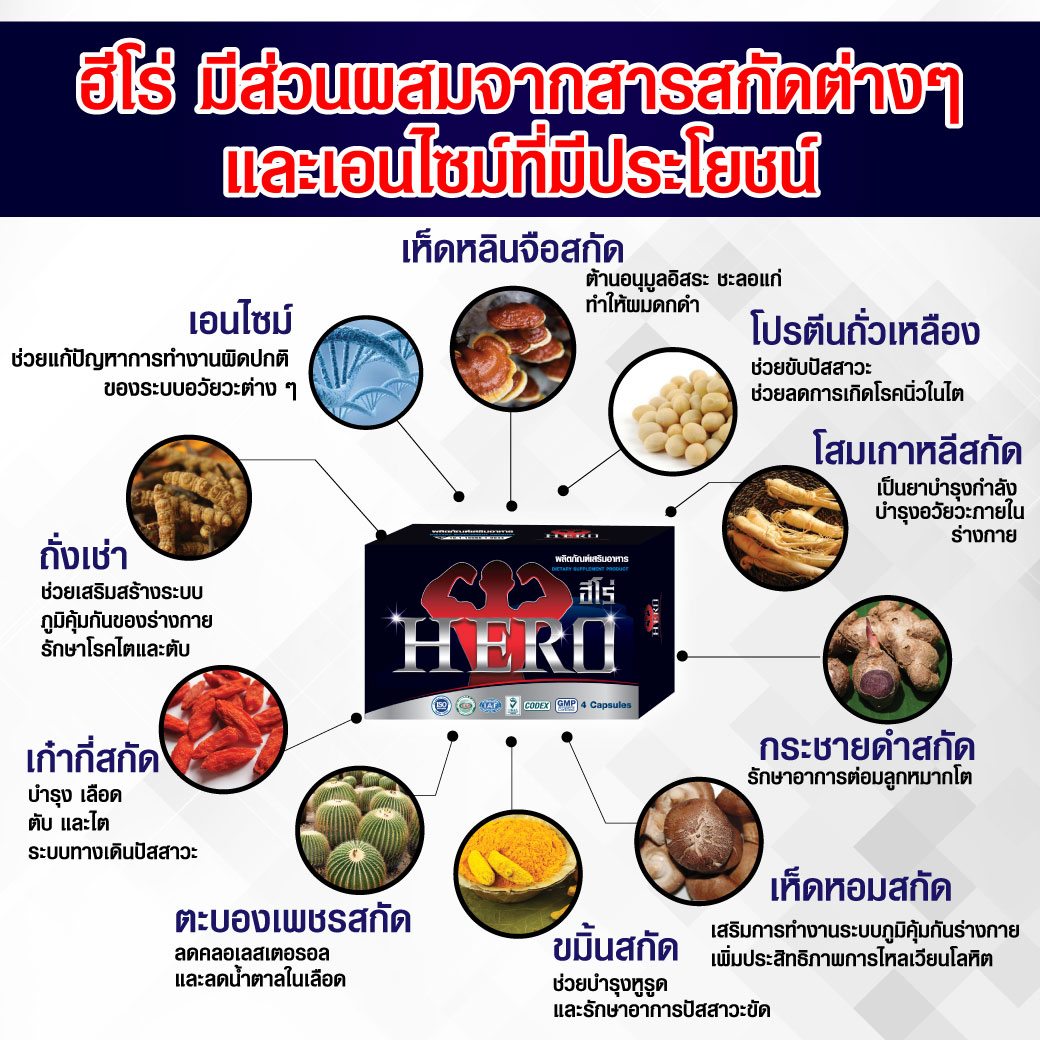 ฮีโร่ มีส่วนผสมจากสารสกัดต่างๆ
และเอนไซม์ที่มีประโยชน์
เห็ดหลินจือสกัด
ต้านอนุมูลอิสระ ชะลอแก่
ทำให้ผมดกดำ
เอนไซม์
ช่วยแก้ปัญหาการทำงานผิดปกติ
ของระบบอวัยวะต่าง ๆ
โปรตีนถั่วเหลือง
ช่วยขับปัสสาวะ
ช่วยลดการเกิดโรคนิ่วในไต
โสมเกาหลีสกัด
เป็นยาบำรุงกำลัง
บำรุงอวัยวะภายใน
ร่างกาย
ถั่งเช่า
ช่วยเสริมสร้างระบบ
ภูมิคุ้มกันของร่างกาย
รักษาโรคไตและตับ
ผลิตภัณฑ์เสริมอาหาร
HERO
ผลิตภัณฑ์เสริมอาหาร
DIETARY SUPPLEMENT PRODUCT
ฮีโร่
HERO
HERO
ISO
IAF
CODEX
GMP
4 Capsules
กระชายดำสกัด
รักษาอาการต่อมลูกหมากโต
เก๋ากี่สกัด
บำรุง เลือด
ตับ และไต
ระบบทางเดินปัสสาวะ
ตะบองเพชรสกัด
ลดคลอเลสเตอรอล
และลดน้ำตาลในเลือด
ขมิ้นสกัด
ช่วยบำรุงหูรูด
และรักษาอาการปัสสาวะขัด
เห็ดหอมสกัด
เสริมการทำงานระบบภูมิคุ้มกันร่างกาย
เพิ่มประสิทธิภาพการไหลเวียนโลหิต